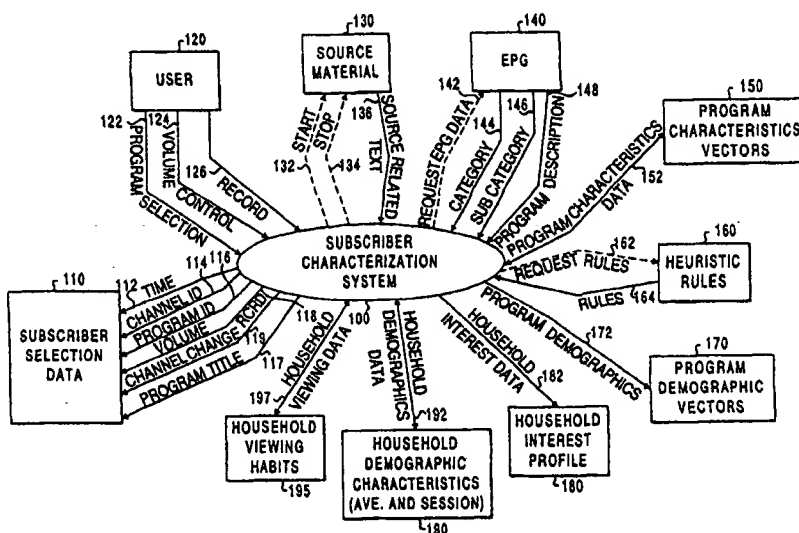 120
USER
122
PROGRAM
SELECTION
124
VOLUME
CONTROL
126
RECORD
130
SOURCE
MATERIAL
START
STOP
132
134
136
SOURCE RELATED
TEXT
140
EPG
142
REQUEST EPG DATA
144
CATEGORY
146
SUB CATEGORY
148
PROGRAM DESCRIPTION
150
PROGRAM
CHARACTERISTICS
VECTORS
PROGRAM CHARACTERISTICS
DATA
152
SUBSCRIBER
CHARACTERIZATION
SYSTEM
100
160
HEURISTIC
RULES
162
REQUEST RULES
RULES
164
110
SUBSCRIBER
SELECTION
DATA
112
TIME
114
CHANNEL ID
116
PROGRAM ID
RCRD
118
VOLUME
CHANNEL CHANGE
119
PROGRAM TITLE
117
170
PROGRAM
DEMOGRAPHIC
VECTORS
PROGRAM DEMOGRAPHICS
172
HOUSEHOLD
INTEREST DATA
182
HOUSEHOLD
INTEREST
PROFILE
180
HOUSEHOLD
DEMOGRAPHICS
DATA
192
HOUSEHOLD
DEMOGRAPHIC
CHARACTERISTICS
(AVE. AND SESSION)
190
HOUSEHOLD
VIEWING DATA
197
HOUSEHOLD
VIEWING
HABITS
195